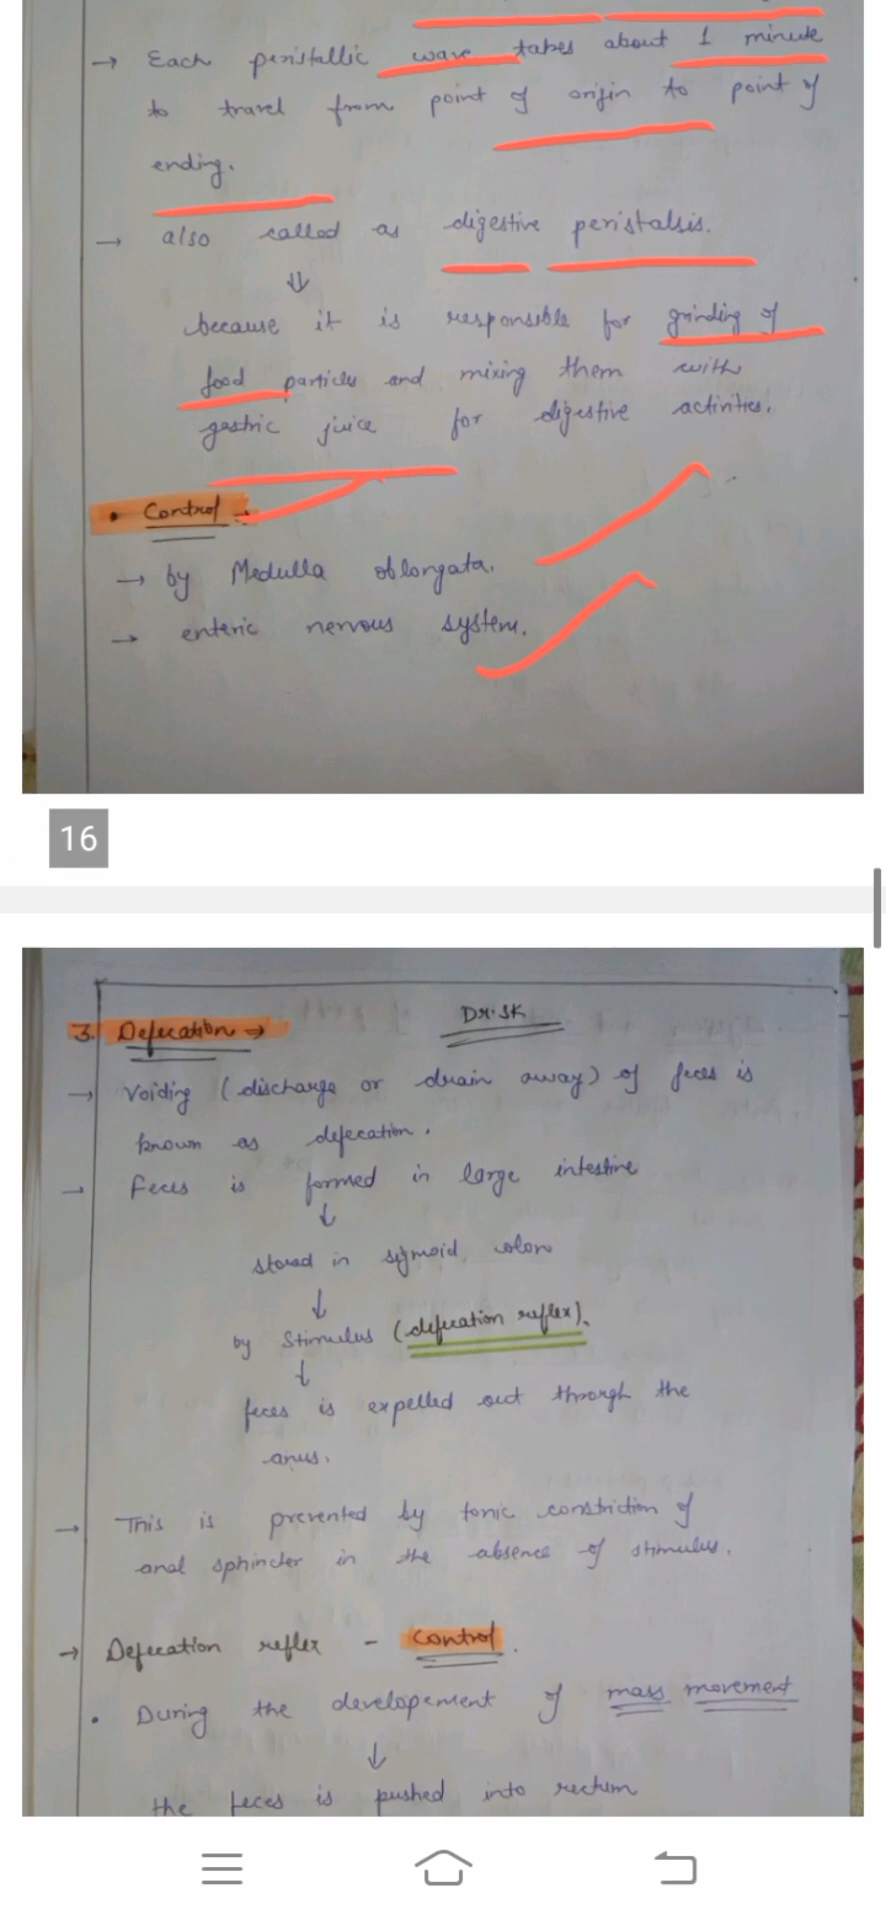 → Each peristallic wave takes about 1 minute
to travel from point of origin to point of
ending.
→ also called as digestive peristalsis.
⇓
because it is responsible for grinding of
food particles and mixing them with
gastric juice for digestive activities.
• Control →
→ by Medulla oblongata.
→ enteric nervous system.
16
3. Defecation →
Dr. SK
→ Voiding (discharge or drain away) of feces is
known as defecation.
→ feces is formed in large intestine
↓
stored in sigmoid colon
↓
by Stimulus (defecation reflex).
↓
feces is expelled out through the
anus.
→ This is prevented by tonic constriction of
anal sphincter in the absence of stimulus.
→ Defecation reflex - Control.
• During the developement of mass movement
↓
the feces is pushed into rectum